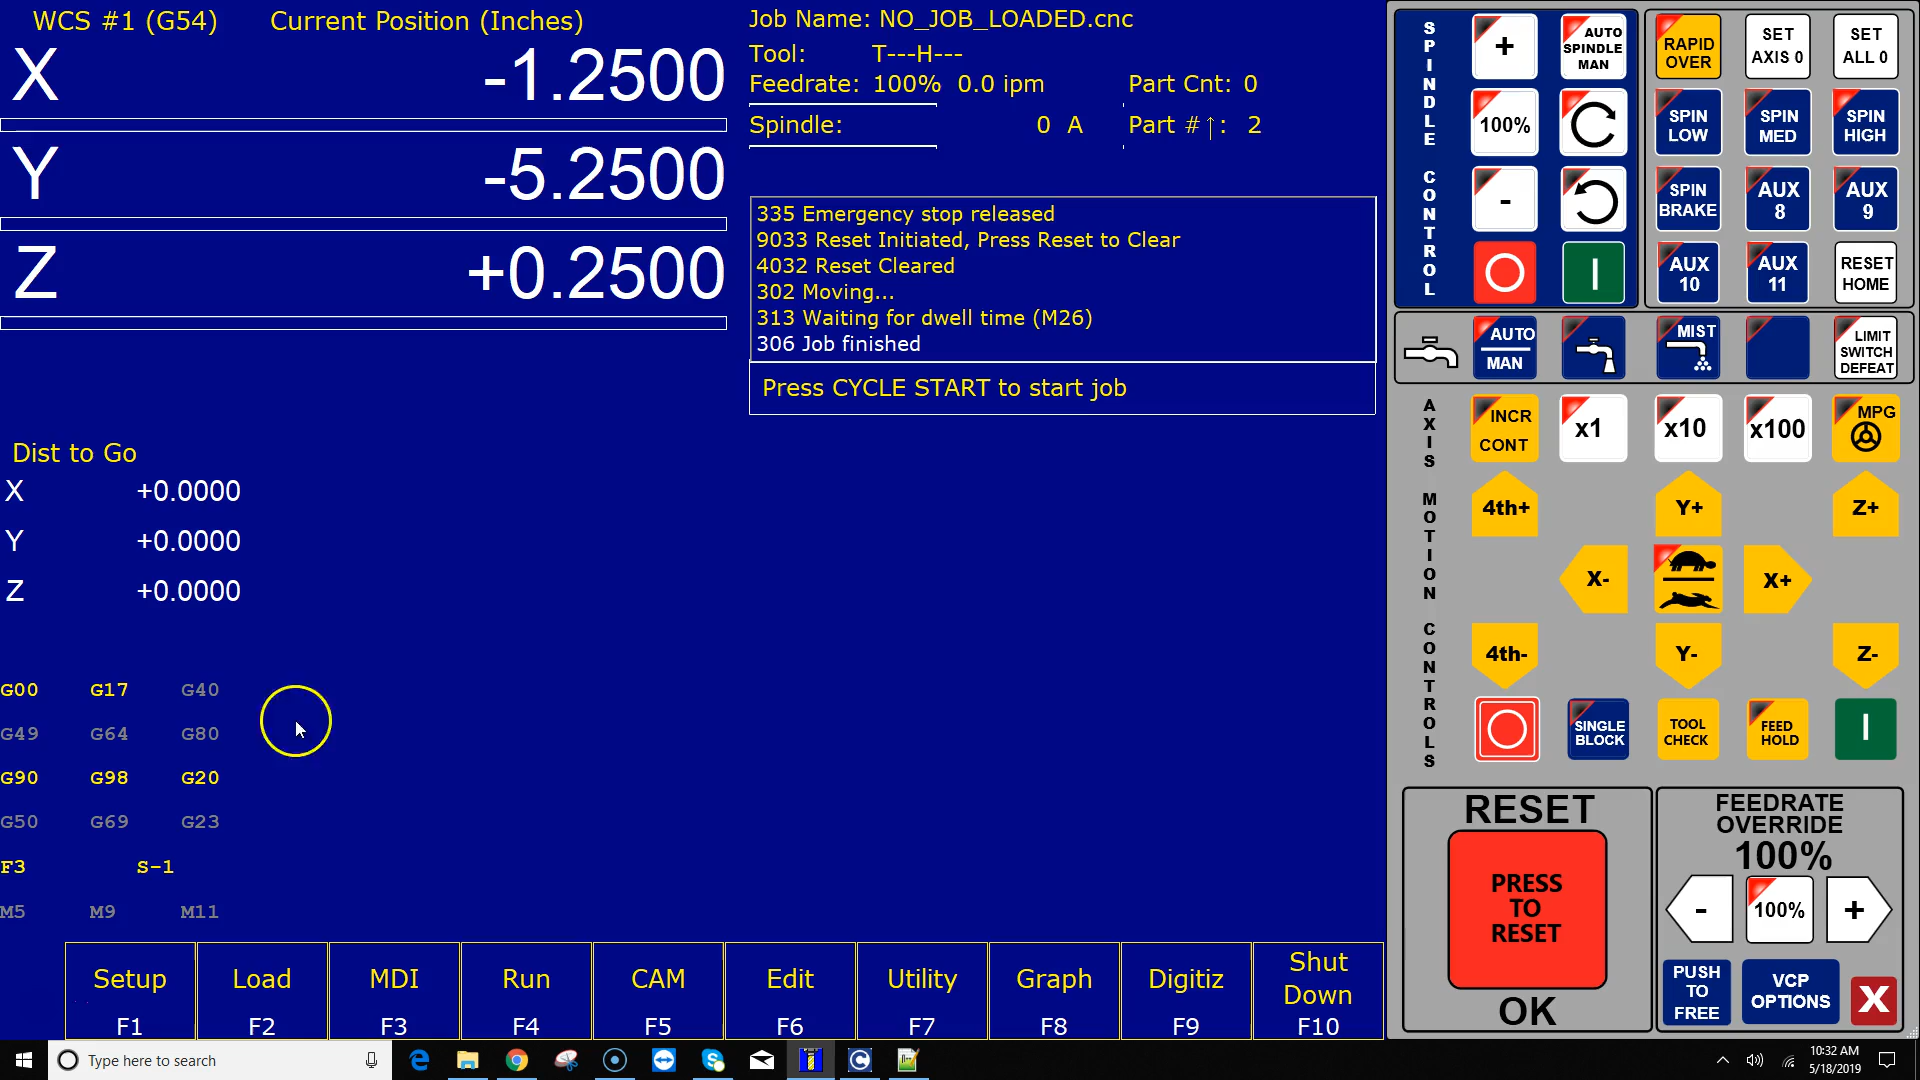 WCS #1 (G54) Current Position (Inches)
X -1.2500
Y -5.2500
Z +0.2500
Job Name: NO_JOB_LOADED.cnc
Tool: T---H---
Feedrate: 100% 0.0 ipm Part Cnt: 0
Spindle: 0 A Part #↑: 2
335 Emergency stop released
9033 Reset Initiated, Press Reset to Clear
4032 Reset Cleared
302 Moving...
313 Waiting for dwell time (M26)
306 Job finished
Press CYCLE START to start job
Dist to Go
X +0.0000
Y +0.0000
Z +0.0000
G00 G17 G40
G49 G64 G80
G90 G98 G20
G50 G69 G23
F3 S-1
M5 M9 M11
Setup
F1
Load
F2
MDI
F3
Run
F4
CAM
F5
Edit
F6
Utility
F7
Graph
F8
Digitiz
F9
Shut
Down
F10
SPINDLE CONTROL
+
AUTO
SPINDLE
MAN
100%
-
RAPID
OVER
SET
AXIS 0
SET
ALL 0
SPIN
LOW
SPIN
MED
SPIN
HIGH
SPIN
BRAKE
AUX
8
AUX
9
AUX
10
AUX
11
RESET
HOME
AUTO
MAN
MIST
LIMIT
SWITCH
DEFEAT
AXIS MOTION CONTROLS
INCR
CONT
x1
x10
x100
MPG
4th+
Y+
Z+
X-
X+
4th-
Y-
Z-
SINGLE
BLOCK
TOOL
CHECK
FEED
HOLD
RESET
PRESS
TO
RESET
OK
FEEDRATE
OVERRIDE
100%
-
100%
+
PUSH
TO
FREE
VCP
OPTIONS
X
Type here to search
10:32 AM
5/18/2019